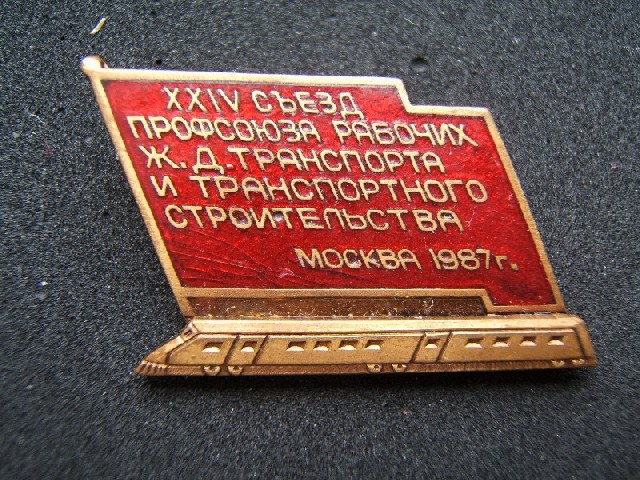 XXIV СЪЕЗД
ПРОФСОЮЗА РАБОЧИХ
Ж.Д.ТРАНСПОРТА
И ТРАНСПОРТНОГО
СТРОИТЕЛЬСТВА
МОСКВА 1987г.